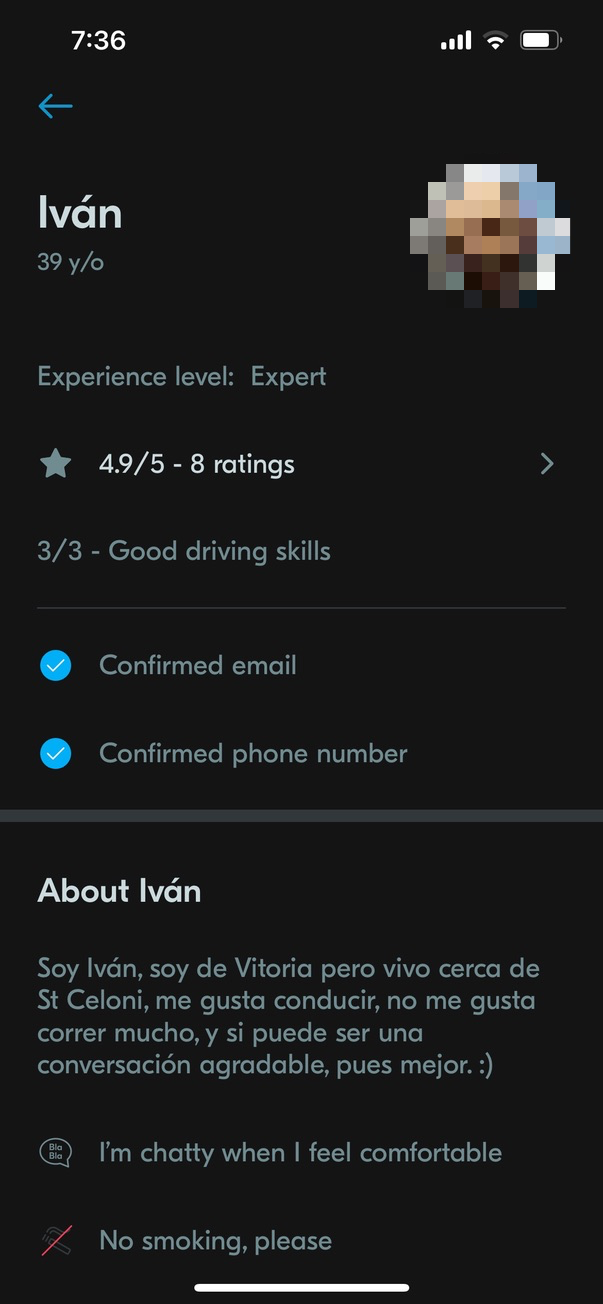 7:36
Iván
39 y/o
Experience level: Expert
4.9/5 - 8 ratings
3/3 - Good driving skills
Confirmed email
Confirmed phone number
About Iván
Soy Iván, soy de Vitoria pero vivo cerca de
St Celoni, me gusta conducir, no me gusta
correr mucho, y si puede ser una
conversación agradable, pues mejor. :)
Bla
Bla
I'm chatty when I feel comfortable
No smoking, please